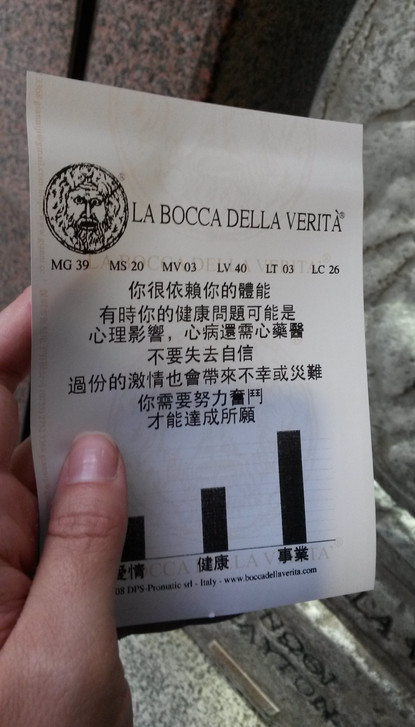 LA BOCCA DELLA VERITÀ®
MG 39 MS 20 MV 03 LV 40 LT 03 LC 26
你很依賴你的體能
有時你的健康問題可能是
心理影響，心病還需心藥醫
不要失去自信
過份的激情也會帶來不幸或災難
你需要努力奮鬥
才能達成所願
愛情 健康 事業
08 DPS-Promatic srl - Italy - www.boccadellaverita.com